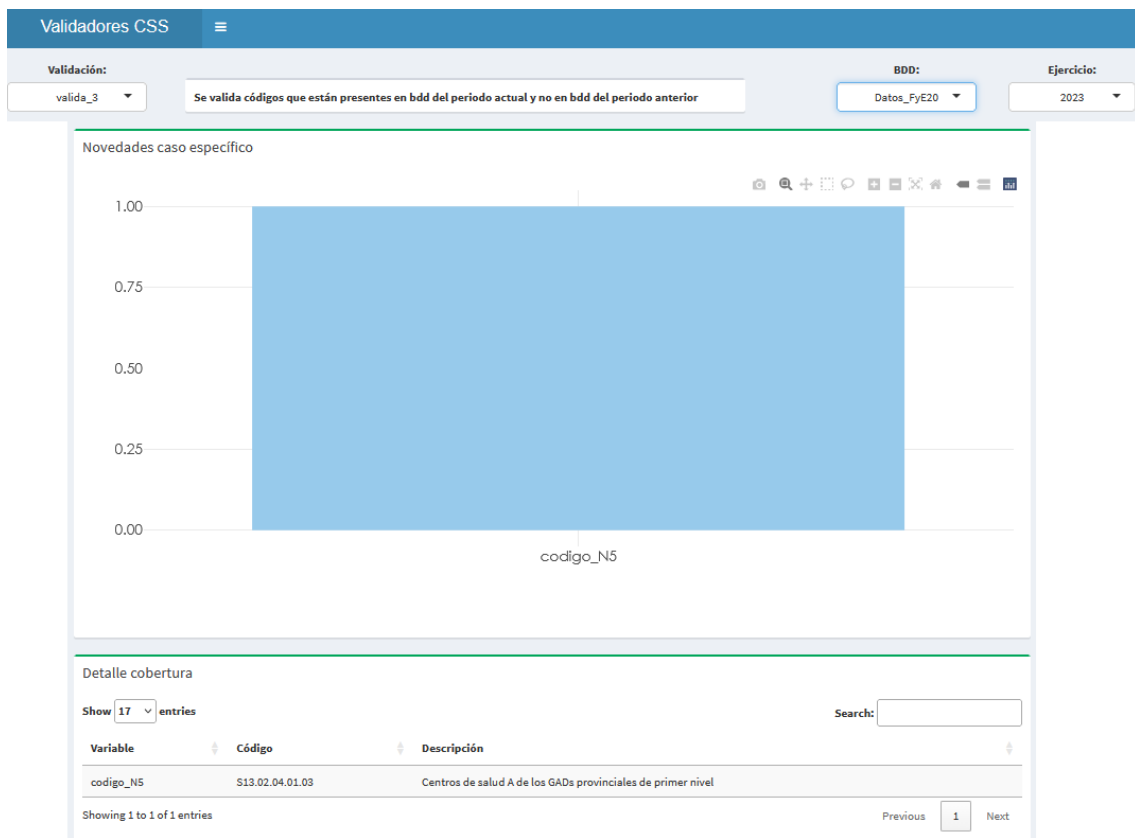 Validadores CSS
Validación: BDD: Ejercicio:
valida_3 Se valida códigos que están presentes en bdd del periodo actual y no en bdd del periodo anterior Datos_FyE20 2023
Novedades caso específico
1.00
0.75
0.50
0.25
0.00
codigo_N5
Detalle cobertura
Show 17 entries Search:
Variable Código Descripción
codigo_N5 S13.02.04.01.03 Centros de salud A de los GADs provinciales de primer nivel
Showing 1 to 1 of 1 entries Previous 1 Next